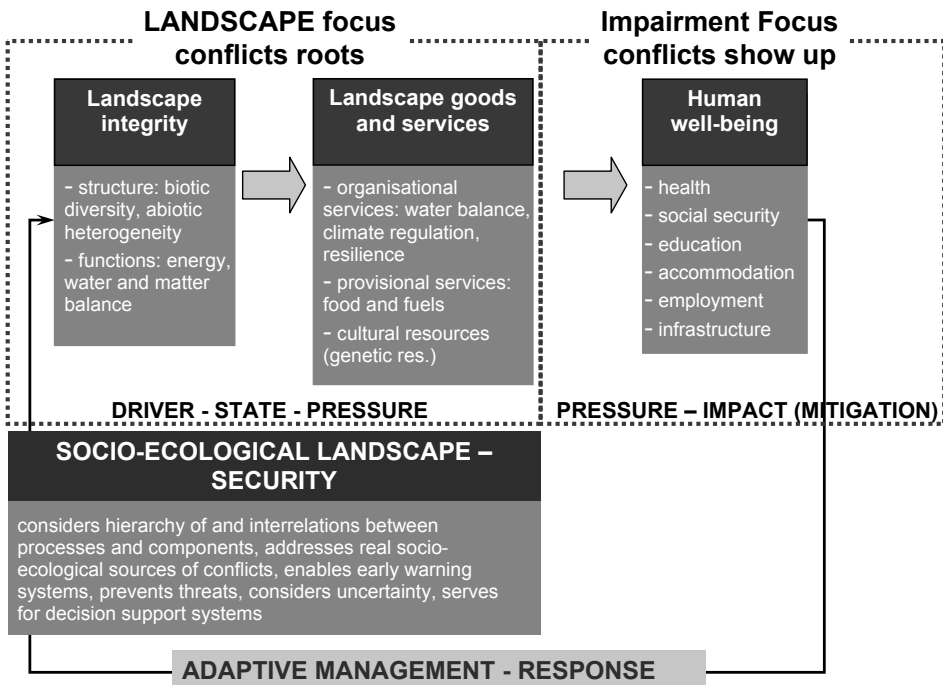 LANDSCAPE focus
conflicts roots
Impairment Focus
conflicts show up
Landscape
integrity
- structure: biotic
diversity, abiotic
heterogeneity
- functions: energy,
water and matter
balance
Landscape goods
and services
- organisational
services: water balance,
climate regulation,
resilience
- provisional services:
food and fuels
- cultural resources
(genetic res.)
Human
well-being
- health
- social security
- education
- accommodation
- employment
- infrastructure
DRIVER - STATE - PRESSURE
PRESSURE – IMPACT (MITIGATION)
SOCIO-ECOLOGICAL LANDSCAPE –
SECURITY
considers hierarchy of and interrelations between
processes and components, addresses real socio-
ecological sources of conflicts, enables early warning
systems, prevents threats, considers uncertainty, serves
for decision support systems
ADAPTIVE MANAGEMENT - RESPONSE